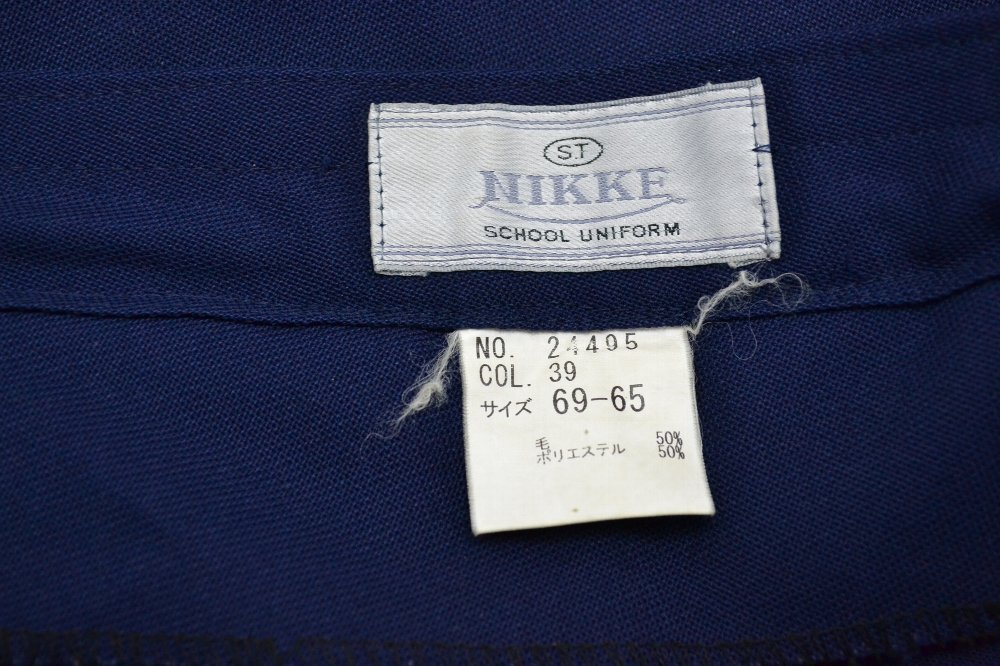 S.T
NIKKE
SCHOOL UNIFORM
NO. 24405
COL. 39
サイズ 69-65
毛 50%
ポリエステル 50%